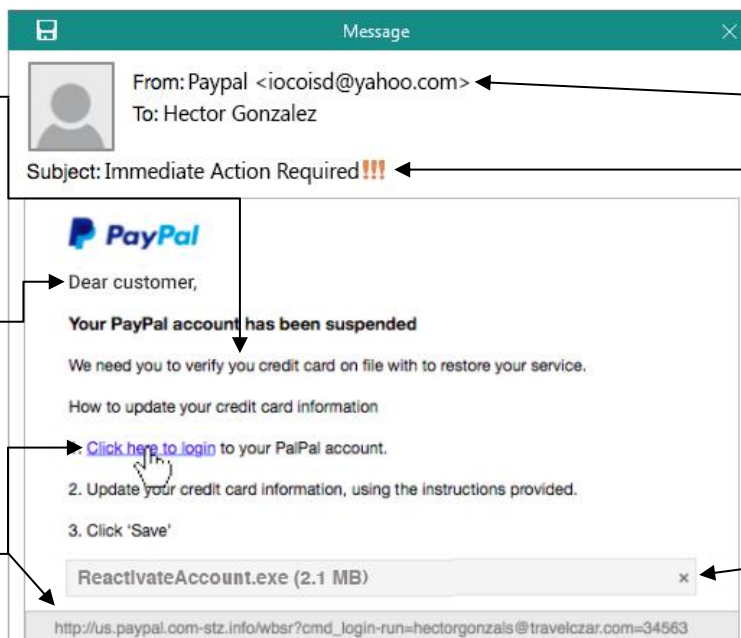 Message
From: Paypal <iocoisd@yahoo.com>
To: Hector Gonzalez
Subject: Immediate Action Required!!!
PayPal
Dear customer,
Your PayPal account has been suspended
We need you to verify you credit card on file with to restore your service.
How to update your credit card information
1. Click here to login to your PalPal account.
2. Update your credit card information, using the instructions provided.
3. Click 'Save'
ReactivateAccount.exe (2.1 MB) ×
http://us.paypal.com-stz.info/wbsr?cmd_login-run=hectorgonzals@travelczar.com=34563